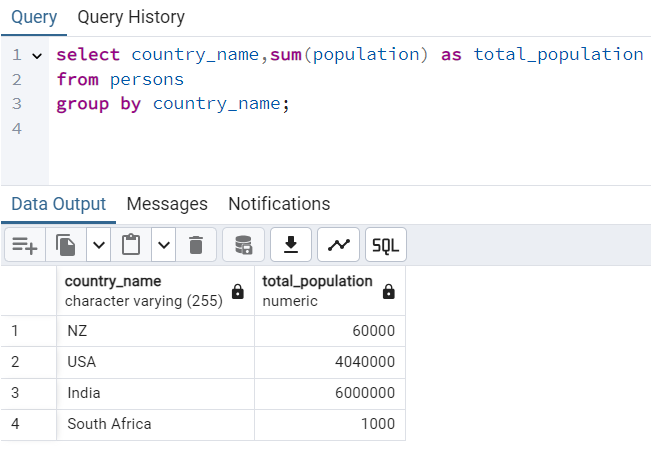 Query Query History
1 select country_name,sum(population) as total_population
2 from persons
3 group by country_name;
4
Data Output Messages Notifications
SQL
country_name total_population
character varying (255) numeric
1 NZ 60000
2 USA 4040000
3 India 6000000
4 South Africa 1000